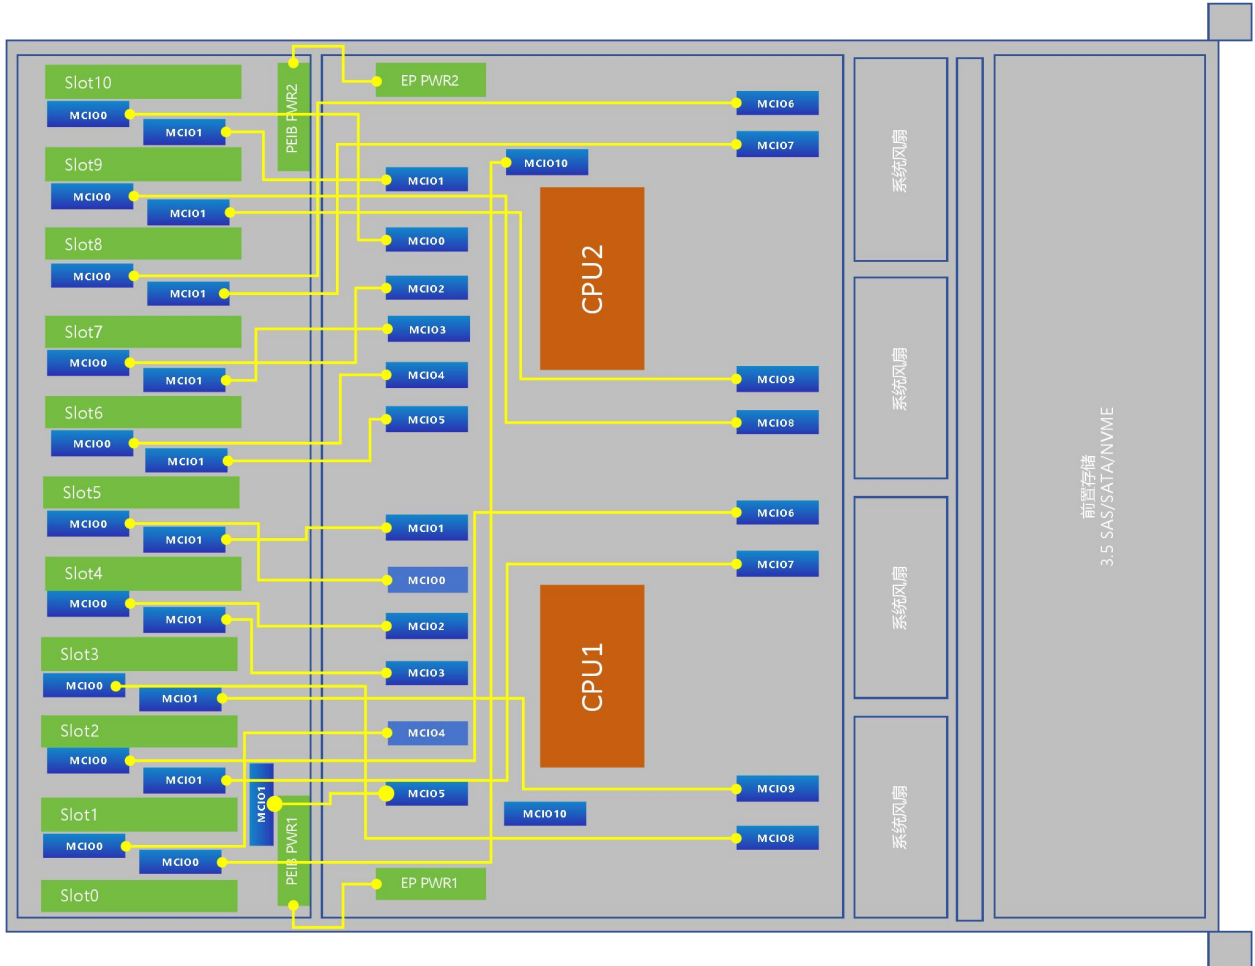 Slot10
MCIO0
MCIO1
Slot9
MCIO0
MCIO1
Slot8
MCIO0
MCIO1
Slot7
MCIO0
MCIO1
Slot6
MCIO0
MCIO1
Slot5
MCIO0
MCIO1
Slot4
MCIO0
MCIO1
Slot3
MCIO0
MCIO1
Slot2
MCIO0
MCIO1
Slot1
MCIO0
MCIO0
Slot0
MCIO1
PEIB PWR2
PEIB PWR1
EP PWR2
MCIO10
MCIO1
MCIO0
MCIO2
MCIO3
MCIO4
MCIO5
MCIO1
MCIO0
MCIO2
MCIO3
MCIO4
MCIO5
MCIO10
EP PWR1
CPU2
CPU1
MCIO6
MCIO7
MCIO9
MCIO8
MCIO6
MCIO7
MCIO9
MCIO8
系统风扇
系统风扇
系统风扇
系统风扇
前置存储
3.5 SAS/SATA/NVME